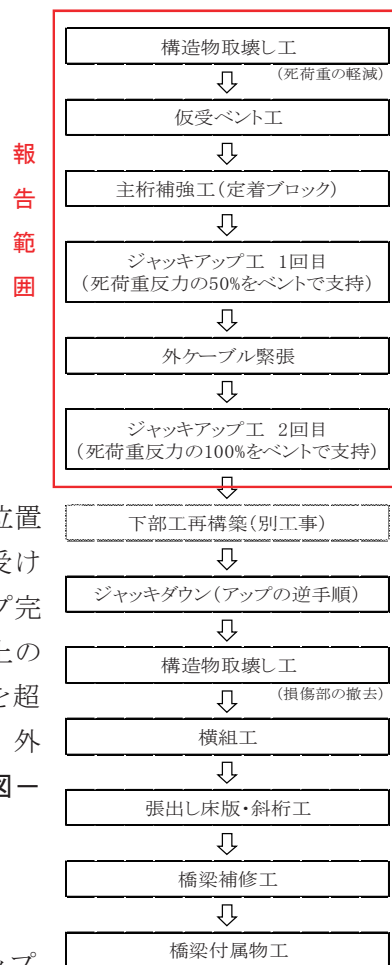 報
告
範
囲
構造物取壊し工
(死荷重の軽減)
仮受ベント工
主桁補強工(定着ブロック)
ジャッキアップ工 1回目
(死荷重反力の50%をベントで支持)
外ケーブル緊張
ジャッキアップ工 2回目
(死荷重反力の100%をベントで支持)
下部工再構築(別工事)
ジャッキダウン(アップの逆手順)
構造物取壊し工
(損傷部の撤去)
横組工
張出し床版・斜桁工
橋梁補修工
橋梁付属物工
位置
受け
プ完
上の
を超
外
図-
ップ